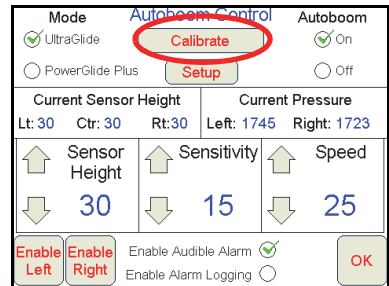 Mode Autoboom Control Autoboom
UltraGlide Calibrate On
PowerGlide Plus Setup Off
Current Sensor Height Current Pressure
Lt: 30 Ctr: 30 Rt:30 Left: 1745 Right: 1723
Sensor Height Sensitivity Speed
30 15 25
Enable Left Enable Right Enable Audible Alarm OK
Enable Alarm Logging